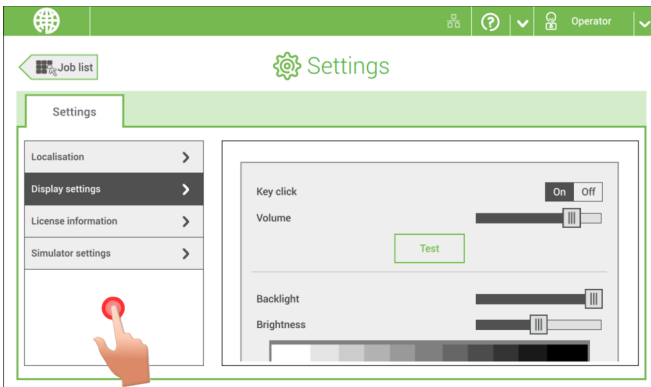 Operator
Job list
Settings
Settings
Localisation
Display settings
License information
Simulator settings
Key click
On Off
Volume
Test
Backlight
Brightness